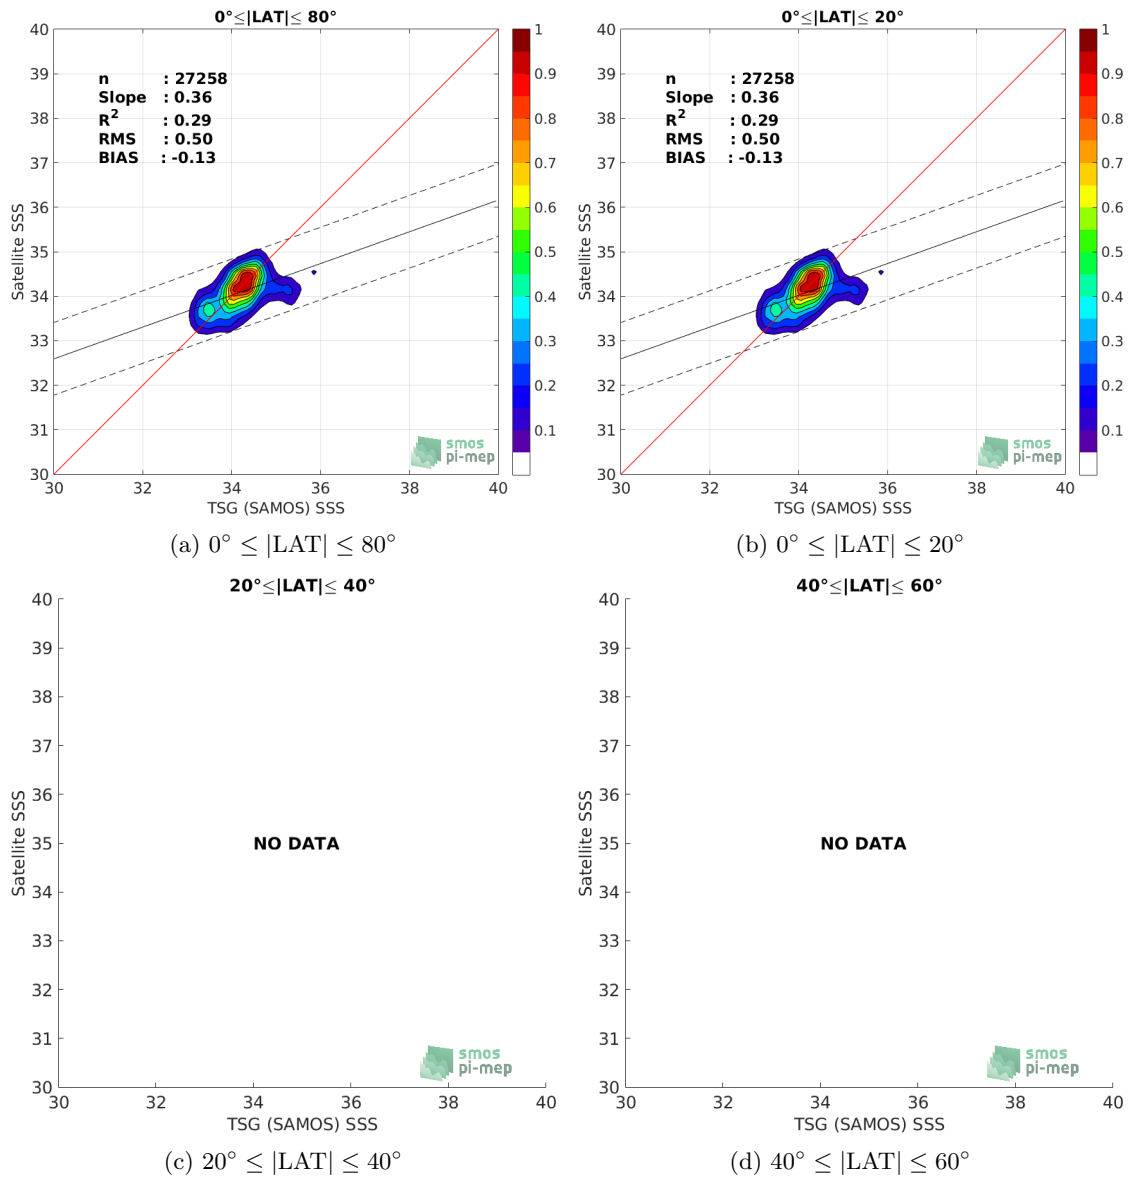 0°≤|LAT|≤ 80°
40
39
38
37
36
35
34
33
32
31
30
Satellite SSS
n : 27258
Slope : 0.36
R2 : 0.29
RMS : 0.50
BIAS : -0.13
smos
pi-mep
30 32 34 36 38 40
TSG (SAMOS) SSS
1
0.9
0.8
0.7
0.6
0.5
0.4
0.3
0.2
0.1
(a) 0° ≤ |LAT| ≤ 80°
0°≤|LAT|≤ 20°
40
39
38
37
36
35
34
33
32
31
30
Satellite SSS
n : 27258
Slope : 0.36
R2 : 0.29
RMS : 0.50
BIAS : -0.13
smos
pi-mep
30 32 34 36 38 40
TSG (SAMOS) SSS
1
0.9
0.8
0.7
0.6
0.5
0.4
0.3
0.2
0.1
(b) 0° ≤ |LAT| ≤ 20°
20°≤|LAT|≤ 40°
40
39
38
37
36
35
34
33
32
31
30
Satellite SSS
NO DATA
smos
pi-mep
30 32 34 36 38 40
TSG (SAMOS) SSS
(c) 20° ≤ |LAT| ≤ 40°
40°≤|LAT|≤ 60°
40
39
38
37
36
35
34
33
32
31
30
Satellite SSS
NO DATA
smos
pi-mep
30 32 34 36 38 40
TSG (SAMOS) SSS
(d) 40° ≤ |LAT| ≤ 60°